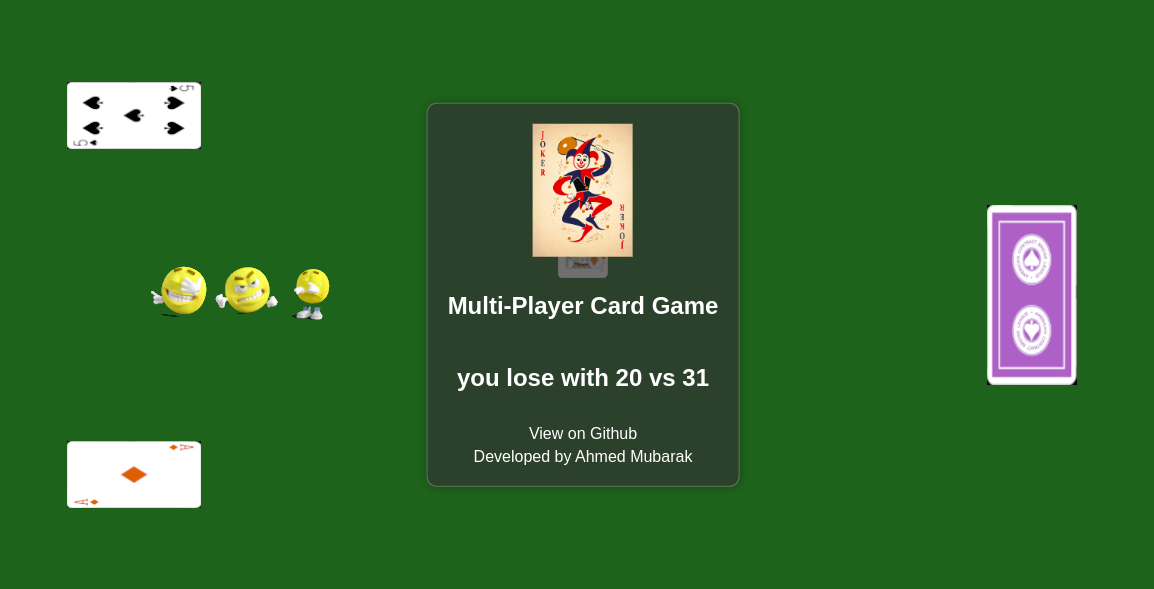 5
5
JOKER
JOKER
Multi-Player Card Game
you lose with 20 vs 31
View on Github
Developed by Ahmed Mubarak
A
A